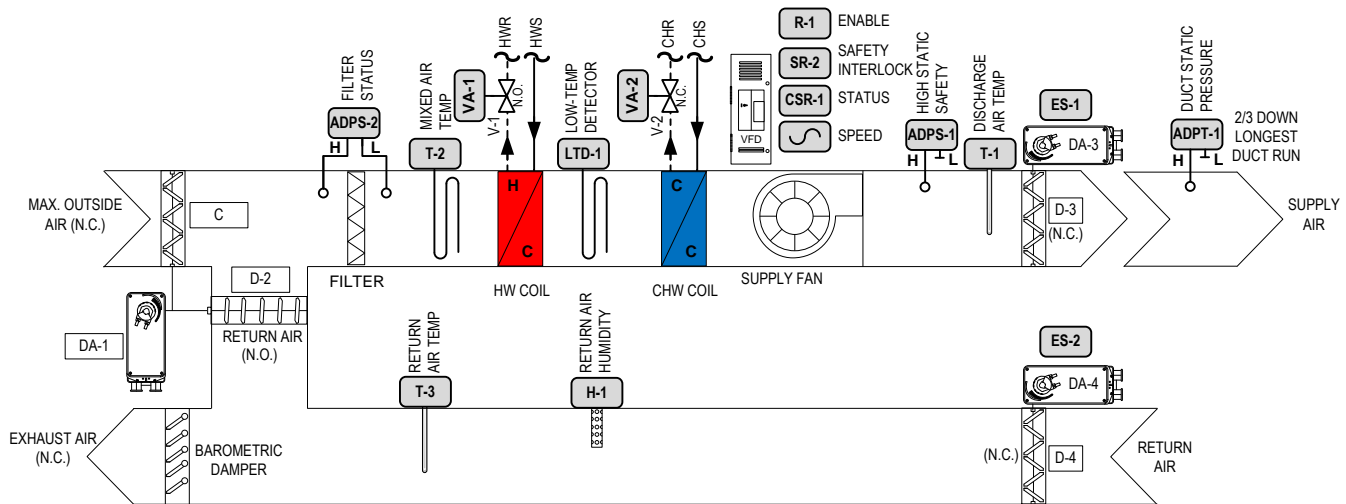 HWR
HWS
CHR
CHS
R-1
ENABLE
SR-2
SAFETY
INTERLOCK
CSR-1
STATUS
SPEED
VFD
FILTER
STATUS
ADPS-2
H
L
MIXED AIR
TEMP
T-2
VA-1
N.O.
V-1
LOW-TEMP
DETECTOR
LTD-1
VA-2
N.C.
V-2
HIGH STATIC
SAFETY
ADPS-1
H
L
DISCHARGE
AIR TEMP
T-1
ES-1
DA-3
DUCT STATIC
PRESSURE
ADPT-1
H
L
2/3 DOWN
LONGEST
DUCT RUN
MAX. OUTSIDE
AIR (N.C.)
C
H
C
C
C
D-3
(N.C.)
SUPPLY
AIR
FILTER
HW COIL
CHW COIL
SUPPLY FAN
D-2
RETURN AIR
(N.O.)
DA-1
RETURN
AIR TEMP
T-3
RETURN AIR
HUMIDITY
H-1
ES-2
DA-4
EXHAUST AIR
(N.C.)
BAROMETRIC
DAMPER
(N.C.)
D-4
RETURN
AIR